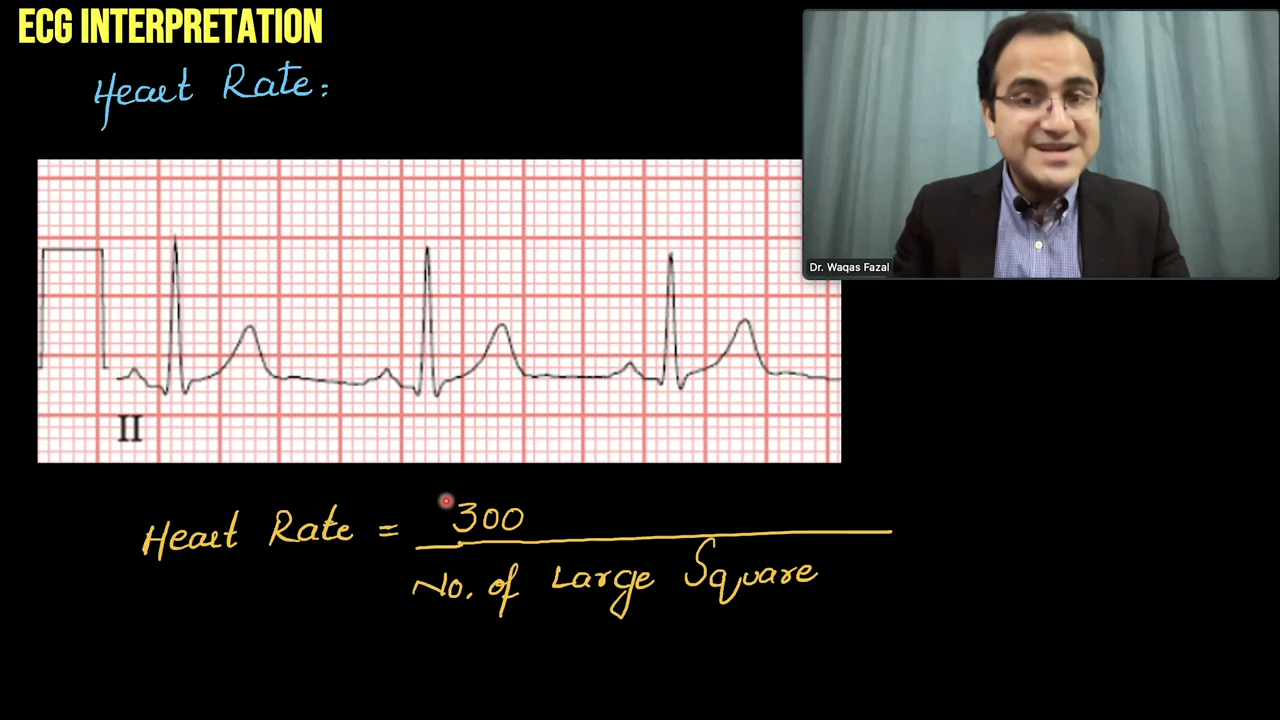 ECG INTERPRETATION
Heart Rate:
Dr. Waqas Fazal
II
Heart Rate = 300
No. of Large Square